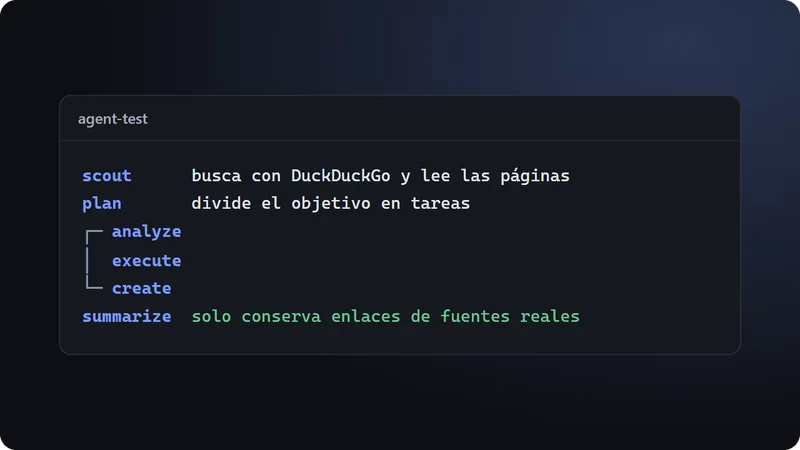 agent-test
scout busca con DuckDuckGo y lee las páginas
plan divide el objetivo en tareas
┌─ analyze
│ execute
└─ create
summarize solo conserva enlaces de fuentes reales